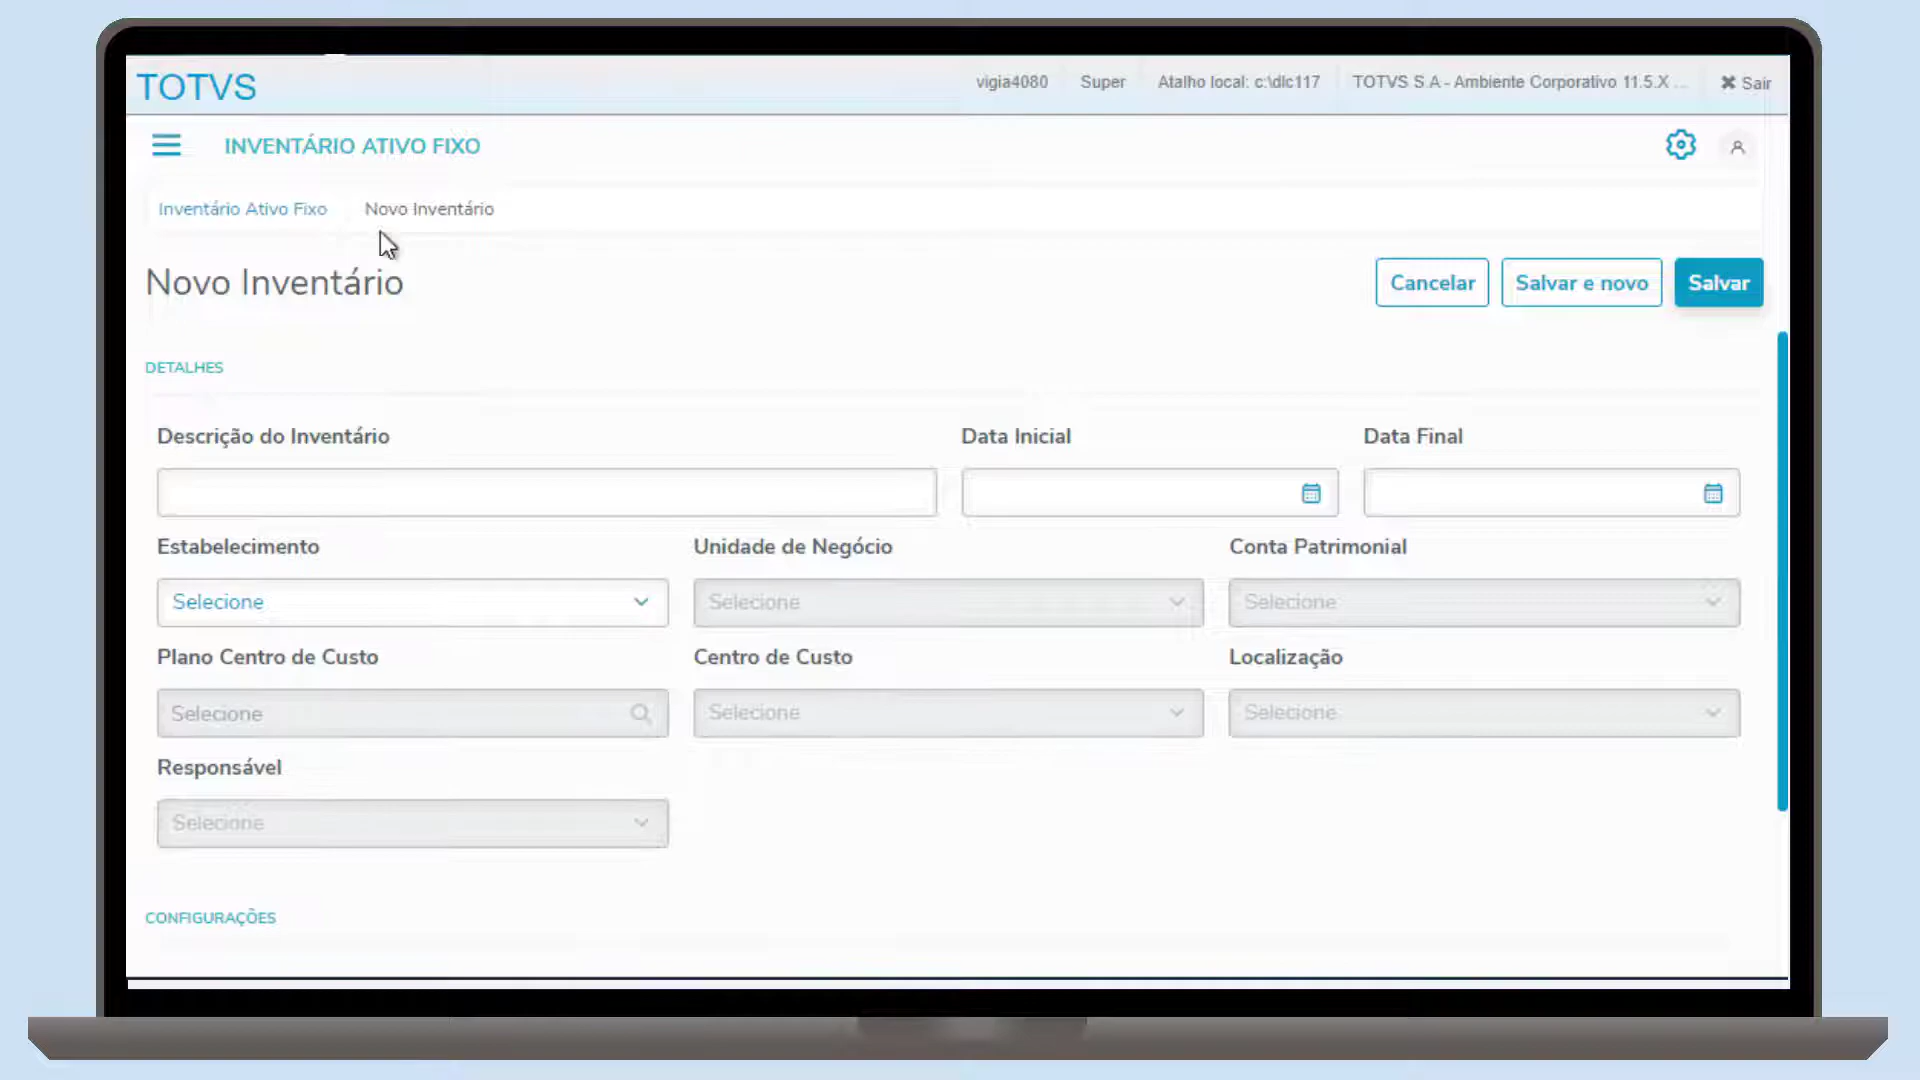 TOTVS
vigia4080 Super Atalho local: c:\dlc117 TOTVS S.A - Ambiente Corporativo 11.5.X ... Sair
INVENTÁRIO ATIVO FIXO
Inventário Ativo Fixo Novo Inventário
Novo Inventário
Cancelar Salvar e novo Salvar
DETALHES
Descrição do Inventário Data Inicial Data Final
Estabelecimento Unidade de Negócio Conta Patrimonial
Selecione Selecione Selecione
Plano Centro de Custo Centro de Custo Localização
Selecione Selecione Selecione
Responsável
Selecione
CONFIGURAÇÕES